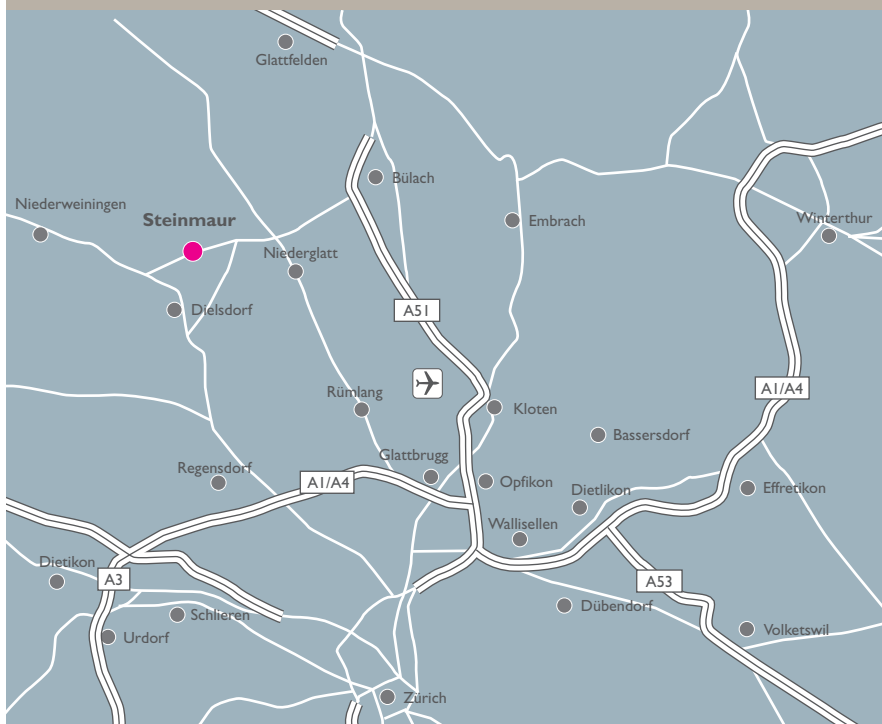 Glattfelden
Bülach
Niederweiningen
Steinmaur
Embrach
Winterthur
Niederglatt
Dielsdorf
A51
A1/A4
Rümlang
Kloten
Bassersdorf
Glattbrugg
Regensdorf
A1/A4
Opfikon
Dietlikon
Effretikon
Wallisellen
Dietikon
A3
A53
Schlieren
Dübendorf
Urdorf
Volketswil
Zürich